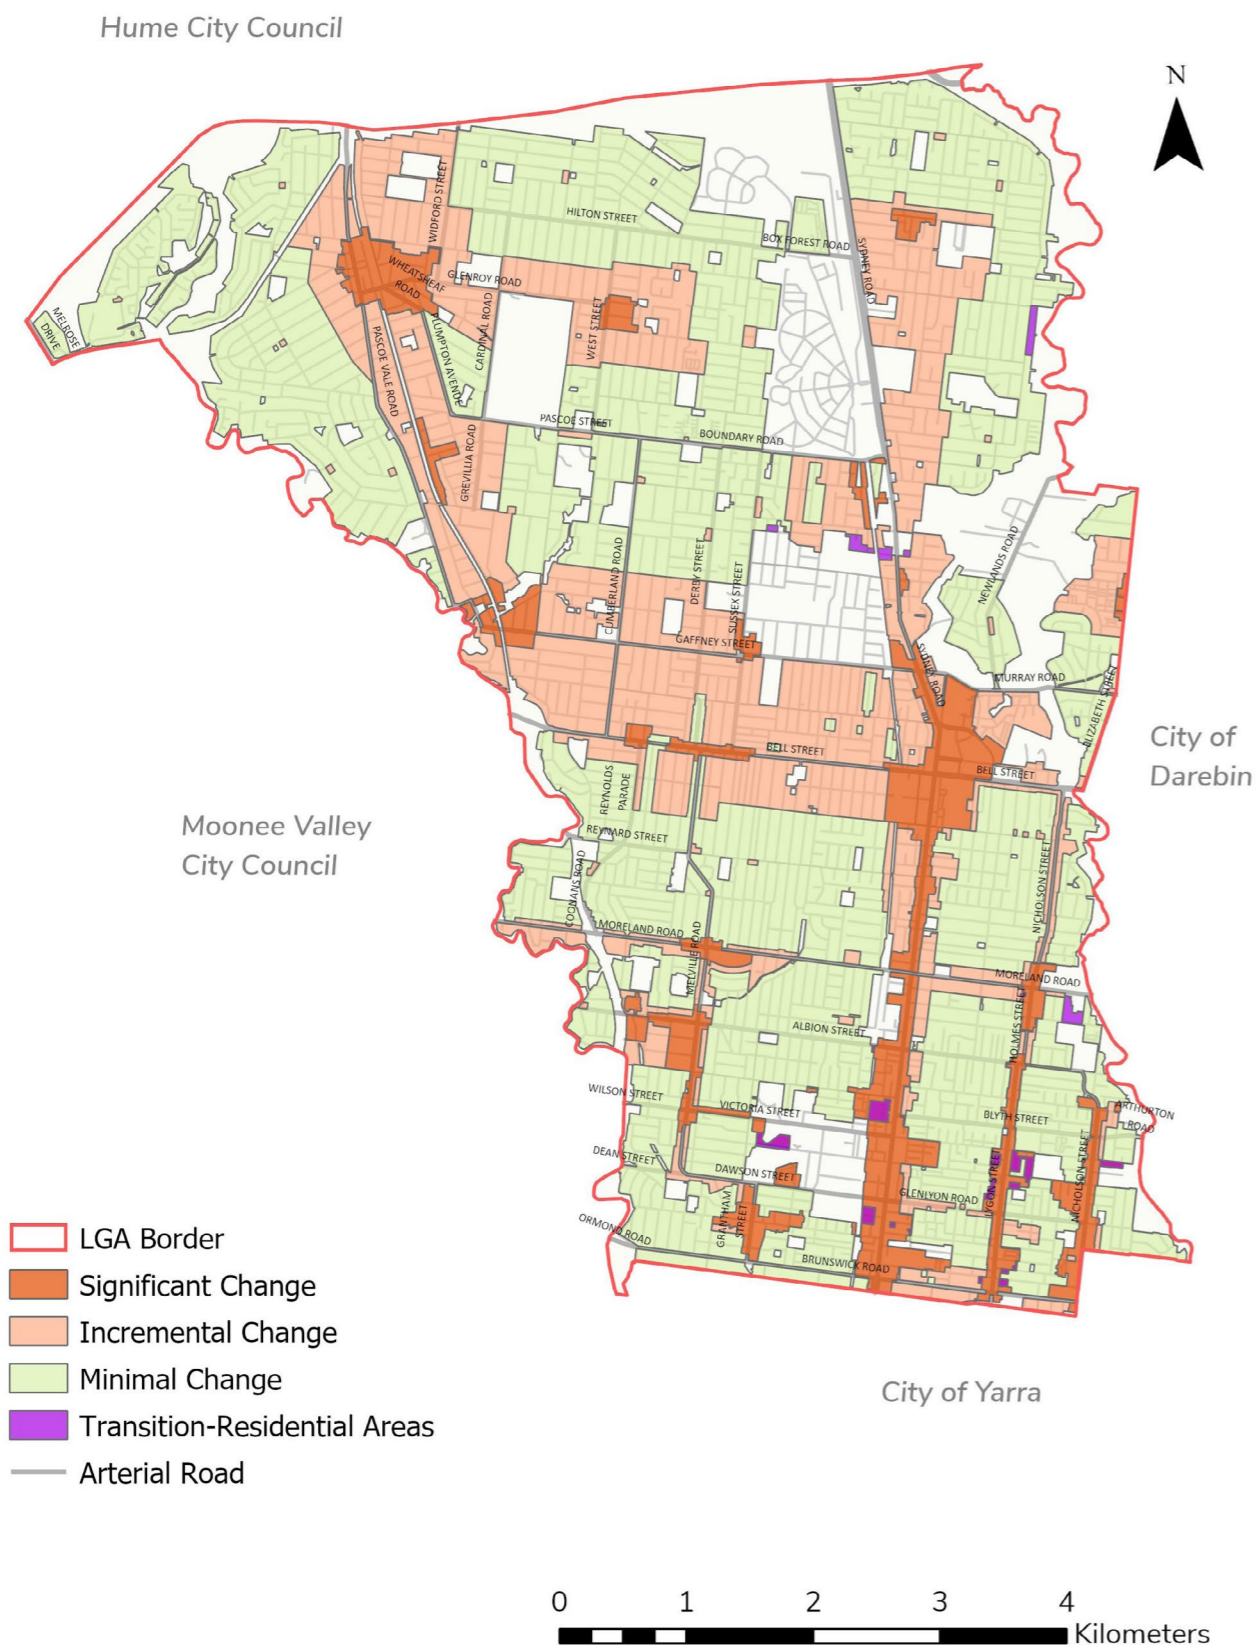 Hume City Council
N
WIDFORD STREET
HILTON STREET
BOX FOREST ROAD
SYDNEY ROAD
WHEATSHEAF
ROAD
GLENROY ROAD
MELROSE
DRIVE
PASCOE VALE ROAD
PLUMPTON AVENUE
CARDINAL ROAD
WEST STREET
PASCOE STREET
BOUNDARY ROAD
GREVILLIA ROAD
NEWLANDS ROAD
CUMBERLAND ROAD
DERBY STREET
SUSSEX STREET
GAFFNEY STREET
SYDNEY ROAD
MURRAY ROAD
ELIZABETH STREET
BELL STREET
BELL STREET
City of
Darebin
REYNOLDS
PARADE
Moonee Valley
City Council
REYNARD STREET
COONANS ROAD
NICHOLSON STREET
MORELAND ROAD
MELVILLE ROAD
MORELAND ROAD
ALBION STREET
HOLMES STREET
WILSON STREET
VICTORIA STREET
BLYTH STREET
ARTHURTON
ROAD
DEAN STREET
DAWSON STREET
GLENLYON ROAD
LYGON STREET
NICHOLSON STREET
GRANTHAM
STREET
ORMOND ROAD
BRUNSWICK ROAD
LGA Border
Significant Change
Incremental Change
Minimal Change
Transition-Residential Areas
Arterial Road
City of Yarra
0 1 2 3 4
Kilometers